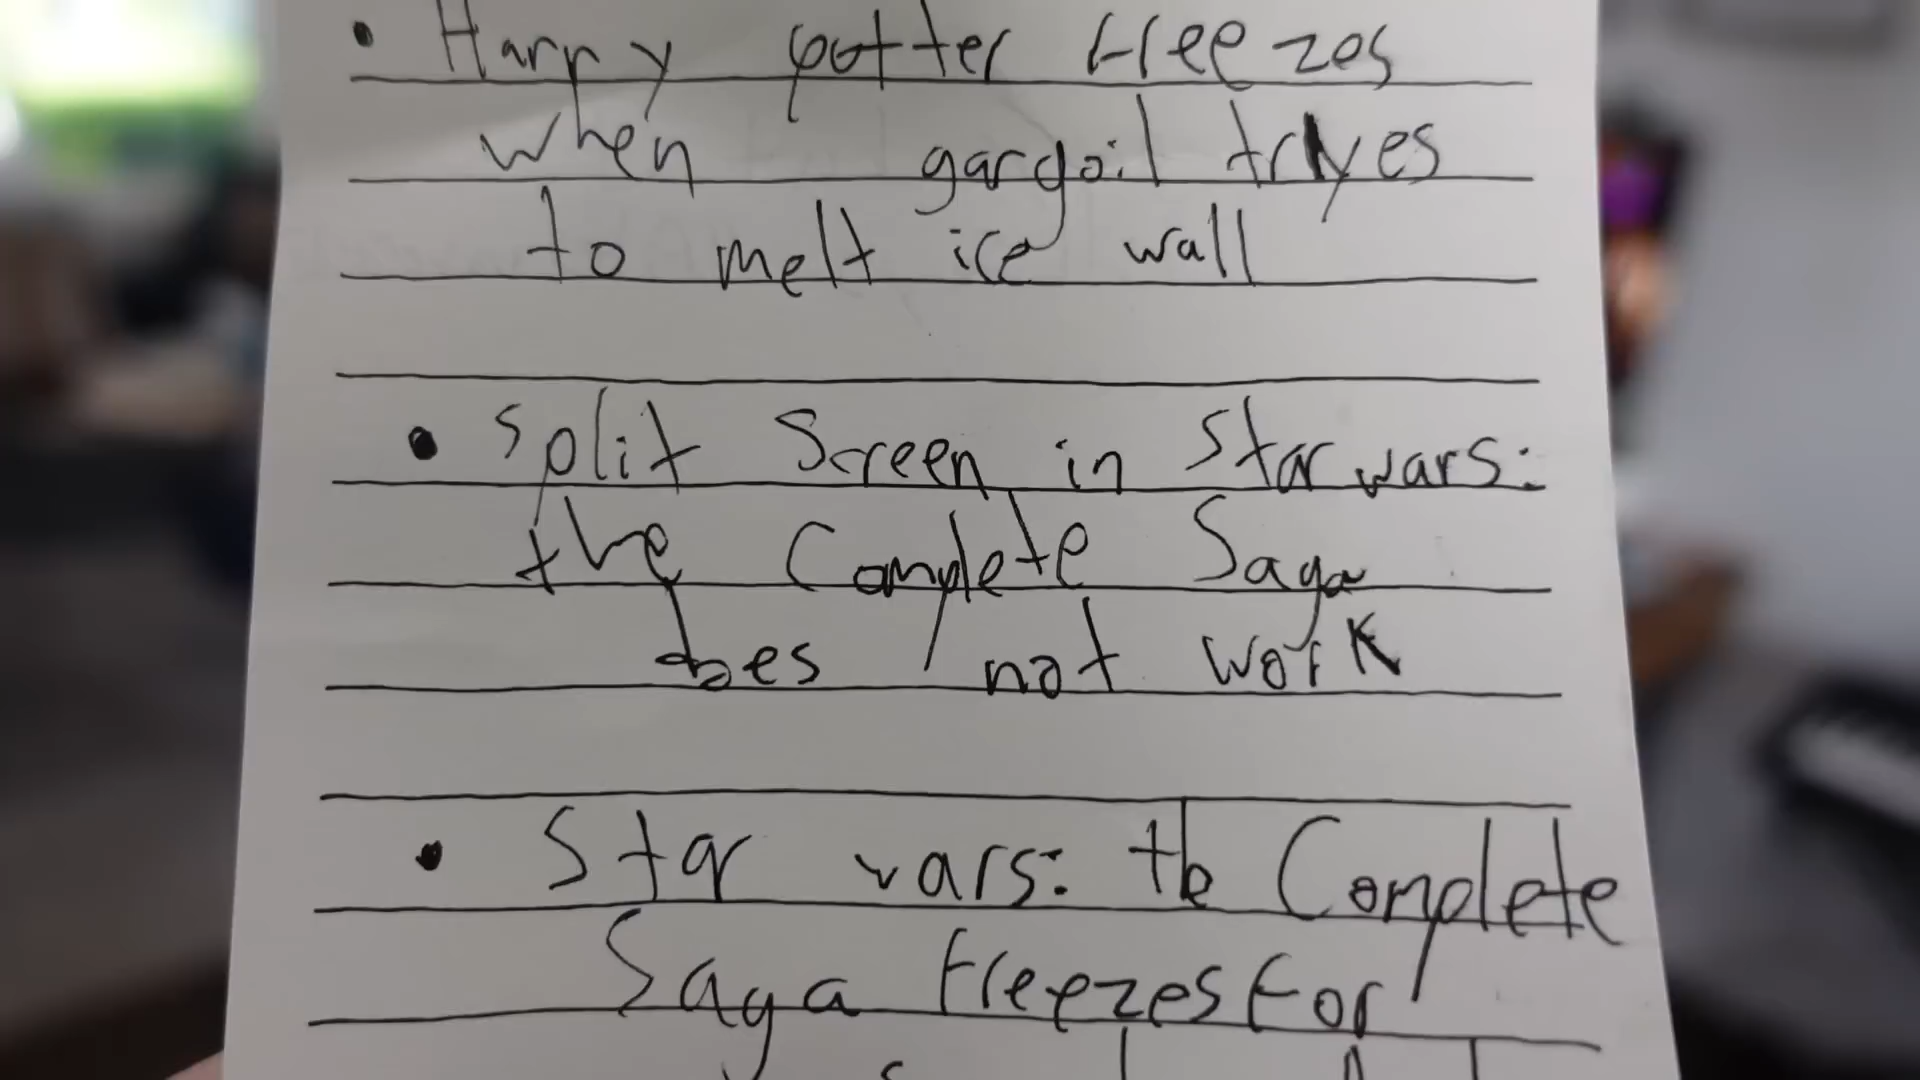 • Harry potter freezes
when gargoil tryes
to melt ice wall
• split Screen in Star wars:
the Complete Saga
does not work
• Star wars: the Complete
Saga freezes for